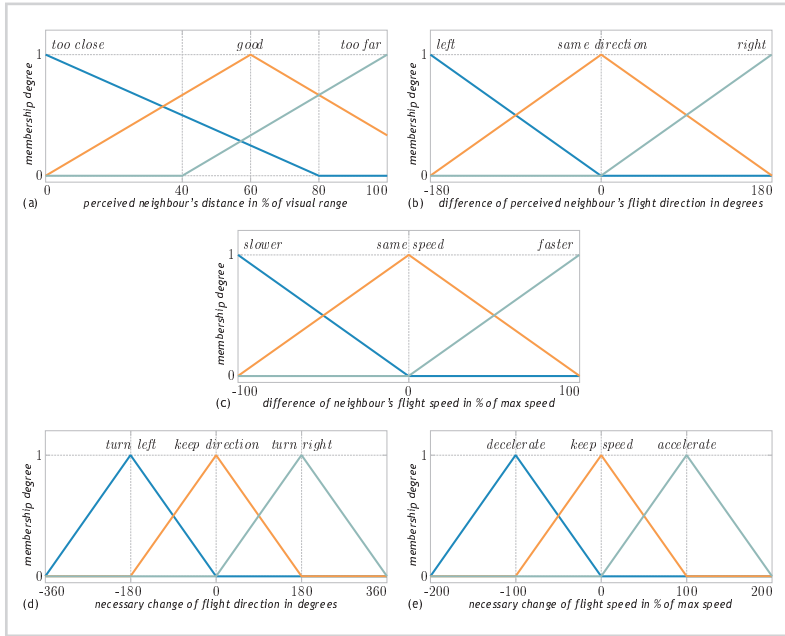 too close good too far
1
membership degree
0
0 40 60 80 100
(a) perceived neighbour's distance in % of visual range
left same direction right
1
membership degree
0
-180 0 180
(b) difference of perceived neighbour's flight direction in degrees
slower same speed faster
1
membership degree
0
-100 0 100
(c) difference of neighbour's flight speed in % of max speed
turn left keep direction turn right
1
membership degree
0
-360 -180 0 180 360
(d) necessary change of flight direction in degrees
decelerate keep speed accelerate
1
membership degree
0
-200 -100 0 100 200
(e) necessary change of flight speed in % of max speed